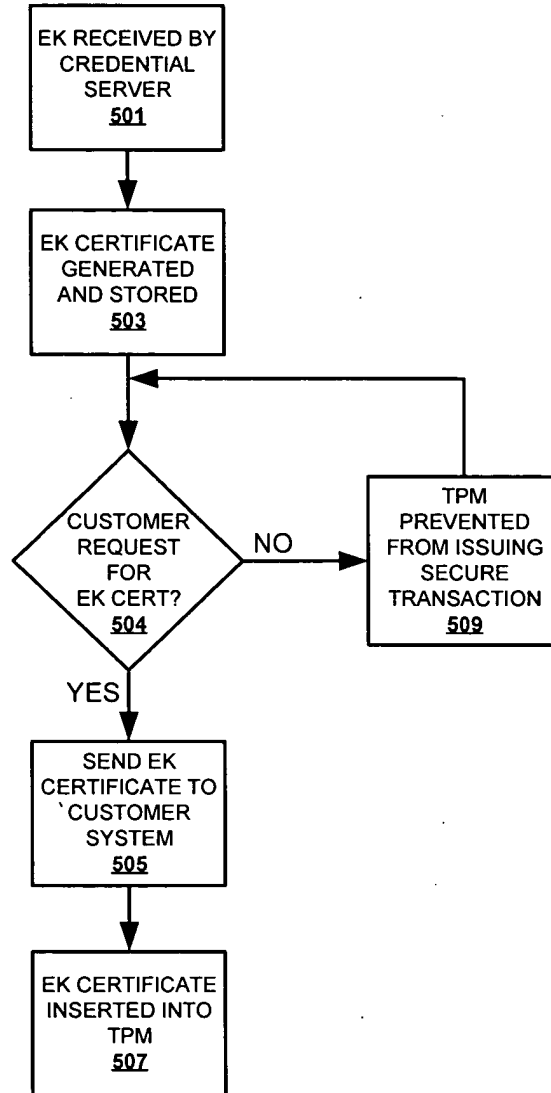 EK RECEIVED BY
CREDENTIAL
SERVER
501
EK CERTIFICATE
GENERATED
AND STORED
503
CUSTOMER
REQUEST
FOR
EK CERT?
504
NO
TPM
PREVENTED
FROM ISSUING
SECURE
TRANSACTION
509
YES
SEND EK
CERTIFICATE TO
CUSTOMER
SYSTEM
505
EK CERTIFICATE
INSERTED INTO
TPM
507